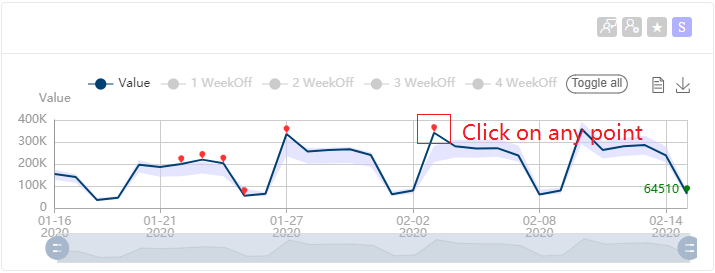 S
Value 1 WeekOff 2 WeekOff 3 WeekOff 4 WeekOff Toggle all
Value
400K
300K
200K
100K
0
Click on any point
64510
01-16 2020
01-21 2020
01-27 2020
02-02 2020
02-08 2020
02-14 2020